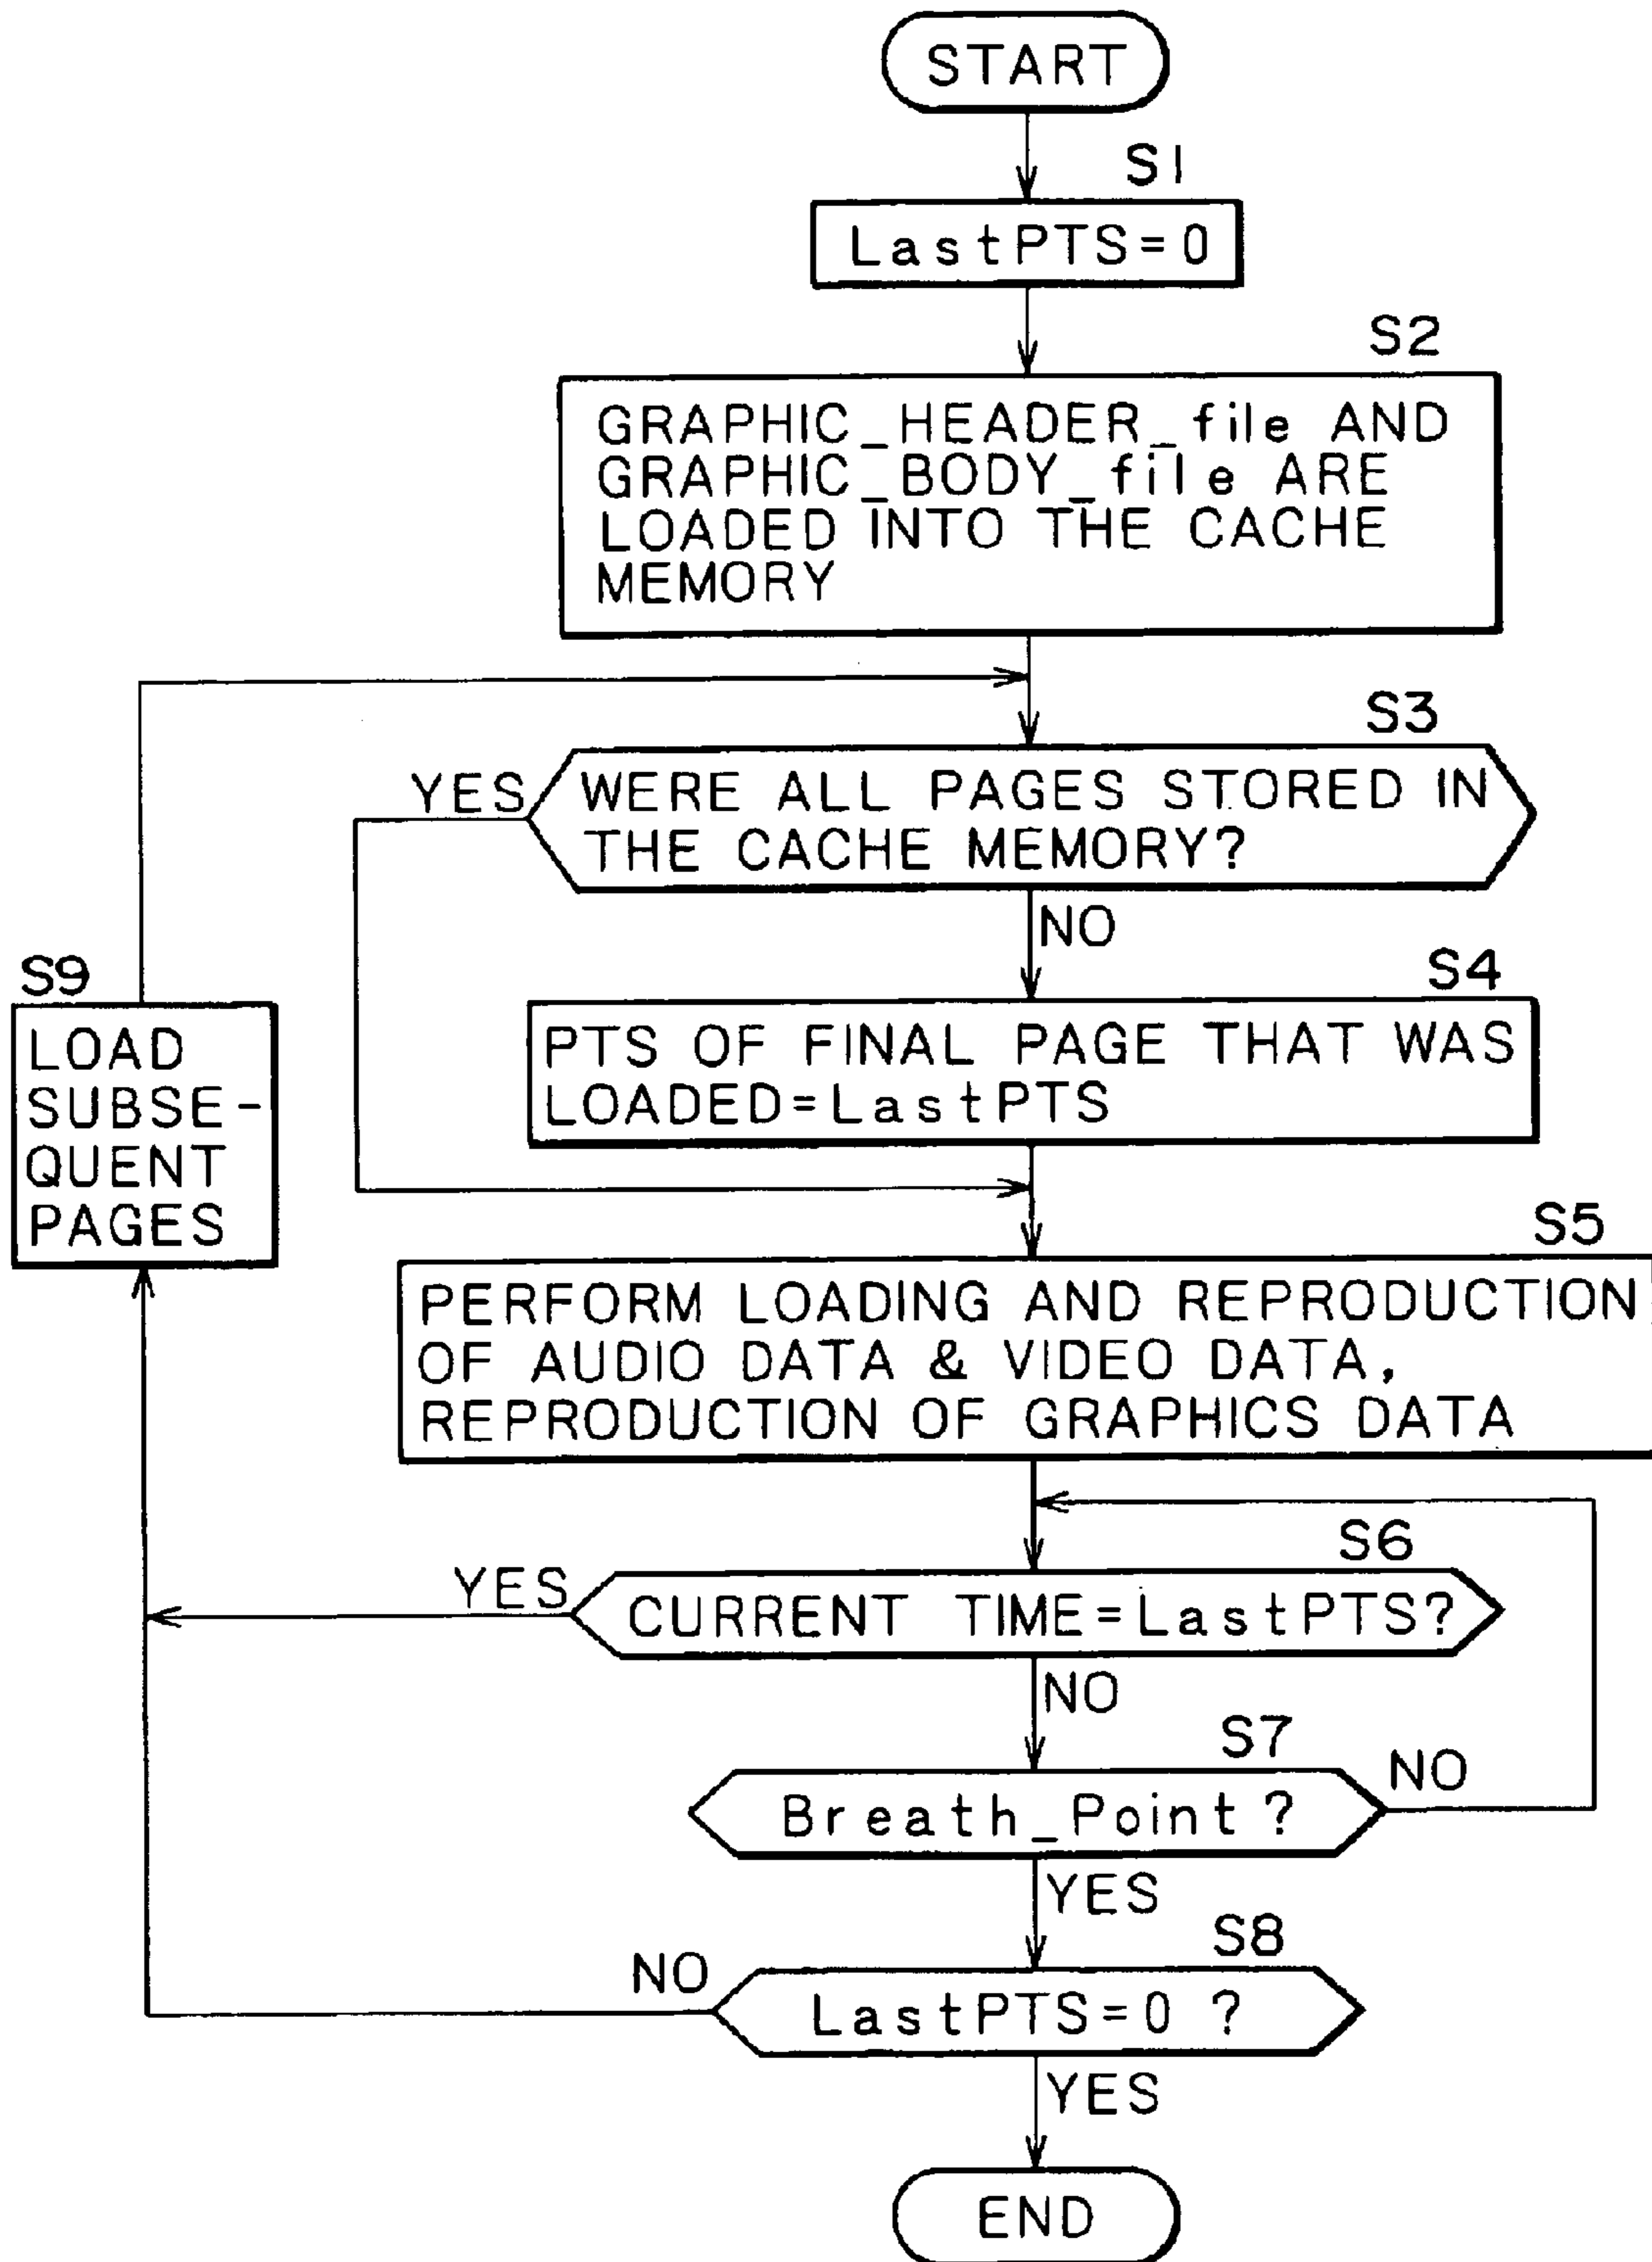 START
S1
LastPTS=0
S2
GRAPHIC_HEADER_file AND
GRAPHIC_BODY_file ARE
LOADED INTO THE CACHE
MEMORY
S3
YES
WERE ALL PAGES STORED IN
THE CACHE MEMORY?
NO
S9
LOAD
SUBSE-
QUENT
PAGES
S4
PTS OF FINAL PAGE THAT WAS
LOADED=LastPTS
S5
PERFORM LOADING AND REPRODUCTION
OF AUDIO DATA & VIDEO DATA,
REPRODUCTION OF GRAPHICS DATA
S6
YES
CURRENT TIME=LastPTS?
NO
S7
Breath_Point ?
NO
YES
S8
NO
LastPTS=0 ?
YES
END